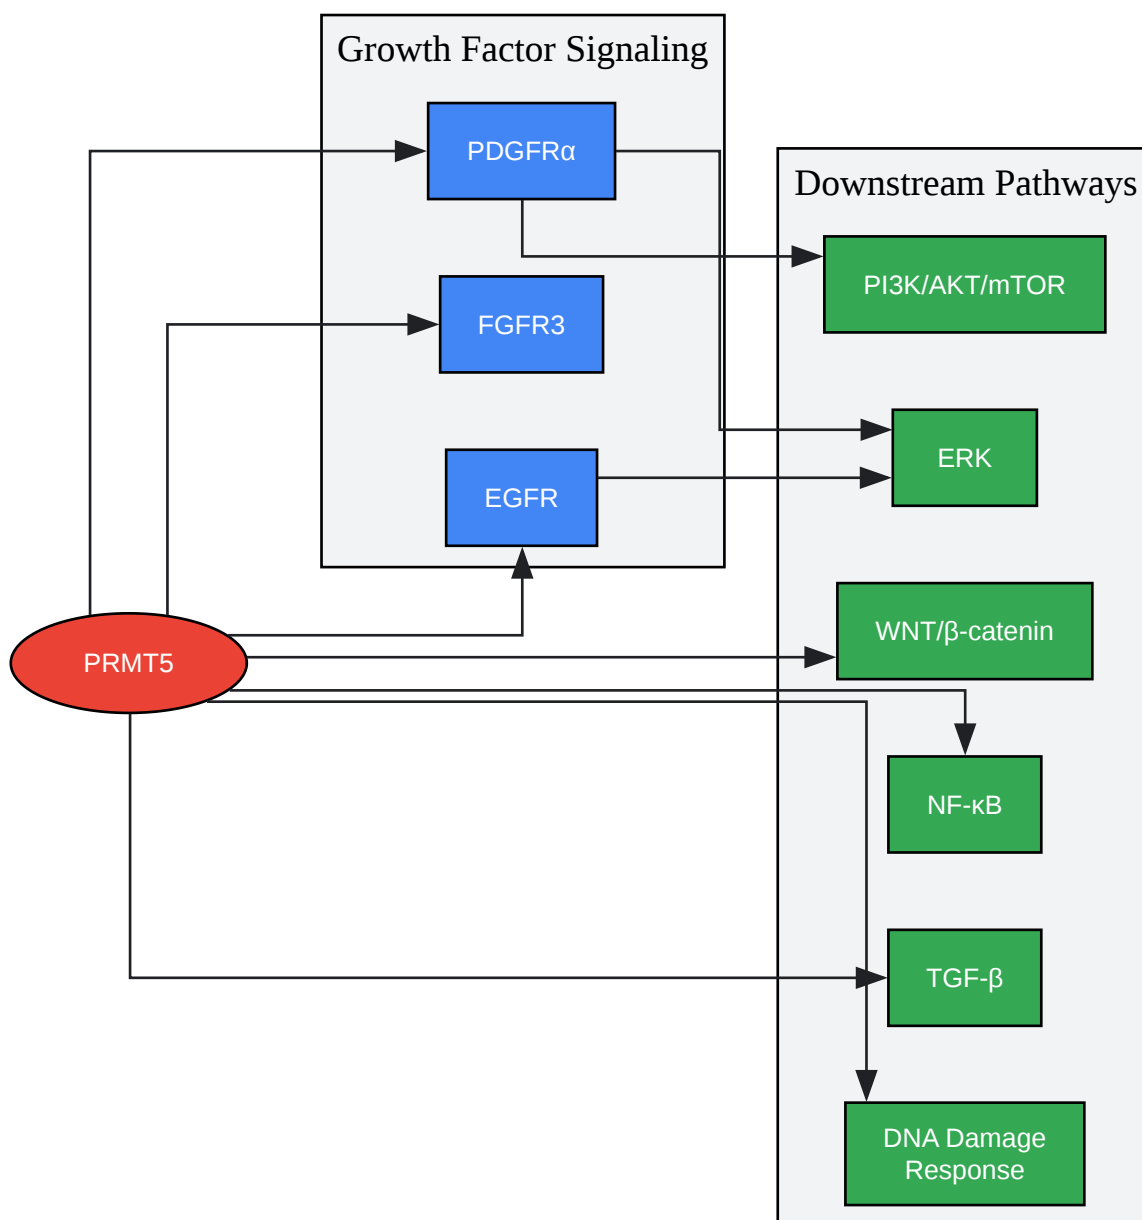 Growth Factor Signaling
PDGFRα
FGFR3
EGFR
PRMT5
Downstream Pathways
PI3K/AKT/mTOR
ERK
WNT/β-catenin
NF-κB
TGF-β
DNA Damage
Response